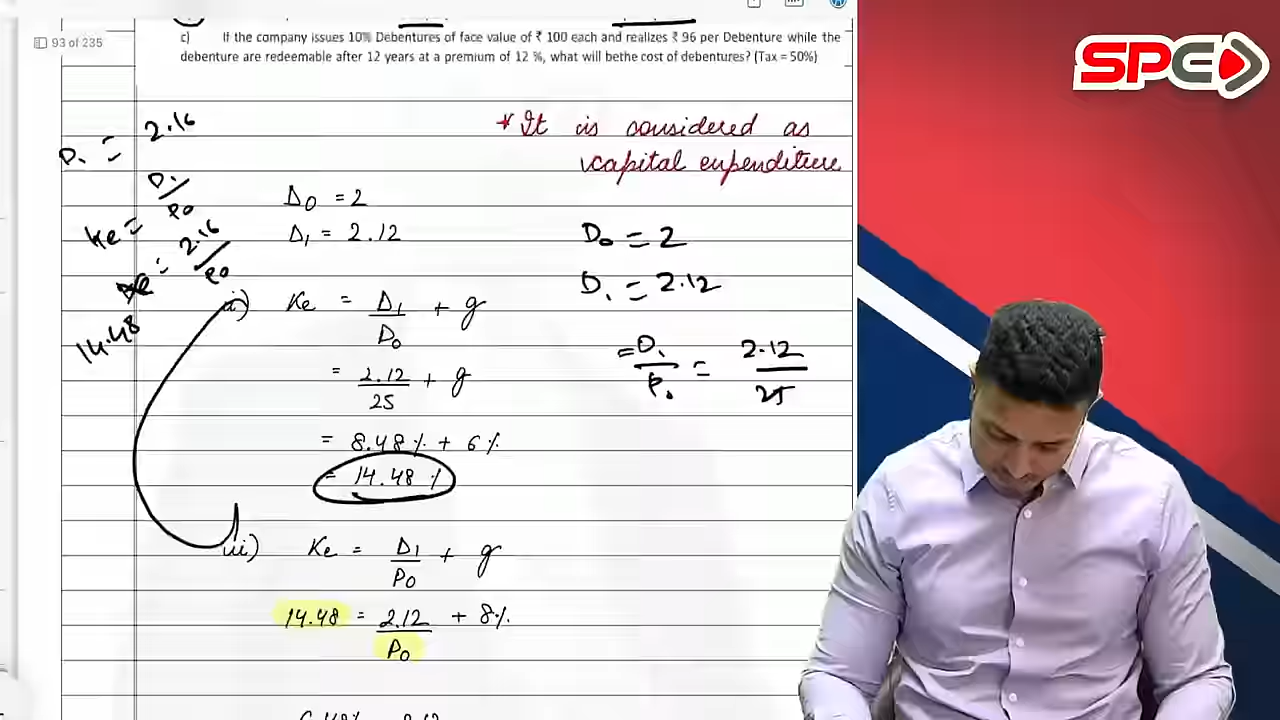 93 of 235
c) If the company issues 10% Debentures of face value of ₹ 100 each and realizes ₹ 96 per Debenture while the
debenture are redeemable after 12 years at a premium of 12 %, what will bethe cost of debentures? (Tax = 50%)
SPC
* It is considered as
capital expenditure
D₁ = 2.16
Ke = D₁/P₀
= 2.16/P₀
14.48
D₀ = 2
D₁ = 2.12
D₀ = 2
D₁ = 2.12
= D₁/P₀ = 2.12/25
ii) Ke = D₁/D₀ + g
= 2.12/25 + g
= 8.48% + 6%
= 14.48%
iii) Ke = D₁/P₀ + g
14.48 = 2.12/P₀ + 8%